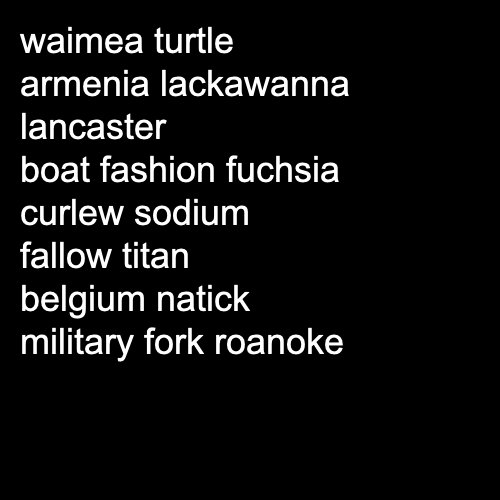 waimea turtle
armenia lackawanna
lancaster
boat fashion fuchsia
curlew sodium
fallow titan
belgium natick
military fork roanoke